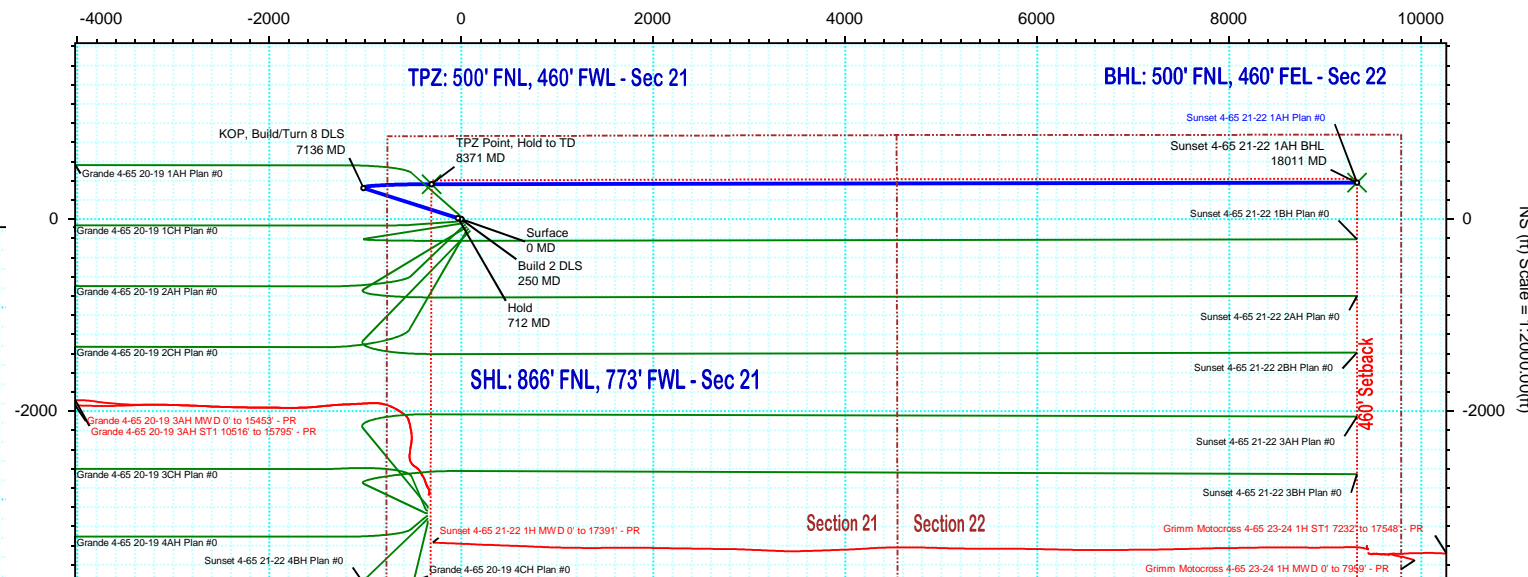 -4000
-2000
0
2000
4000
6000
8000
10000
TPZ: 500' FNL, 460' FWL - Sec 21
BHL: 500' FNL, 460' FEL - Sec 22
Sunset 4-65 21-22 1AH Plan #0
KOP, Build/Turn 8 DLS
7136 MD
TPZ Point, Hold to TD
8371 MD
Sunset 4-65 21-22 1AH BHL
18011 MD
Grande 4-65 20-19 1AH Plan #0
0
0
Sunset 4-65 21-22 1BH Plan #0
Grande 4-65 20-19 1CH Plan #0
Surface
0 MD
Build 2 DLS
250 MD
Grande 4-65 20-19 2AH Plan #0
Hold
712 MD
Sunset 4-65 21-22 2AH Plan #0
Grande 4-65 20-19 2CH Plan #0
Sunset 4-65 21-22 2BH Plan #0
SHL: 866' FNL, 773' FWL - Sec 21
460' Setback
-2000
-2000
NS (ft) Scale = 1:2000.00(ft)
Grande 4-65 20-19 3AH MWD 0' to 15453' - PR
Grande 4-65 20-19 3AH ST1 10516' to 15795' - PR
Sunset 4-65 21-22 3AH Plan #0
Grande 4-65 20-19 3CH Plan #0
Sunset 4-65 21-22 3BH Plan #0
Section 21
Section 22
Sunset 4-65 21-22 1H MWD 0' to 17391' - PR
Grimm Motocross 4-65 23-24 1H ST1 7232' to 17548' - PR
Grande 4-65 20-19 4AH Plan #0
Sunset 4-65 21-22 4BH Plan #0
Grande 4-65 20-19 4CH Plan #0
Grimm Motocross 4-65 23-24 1H MWD 0' to 7959' - PR